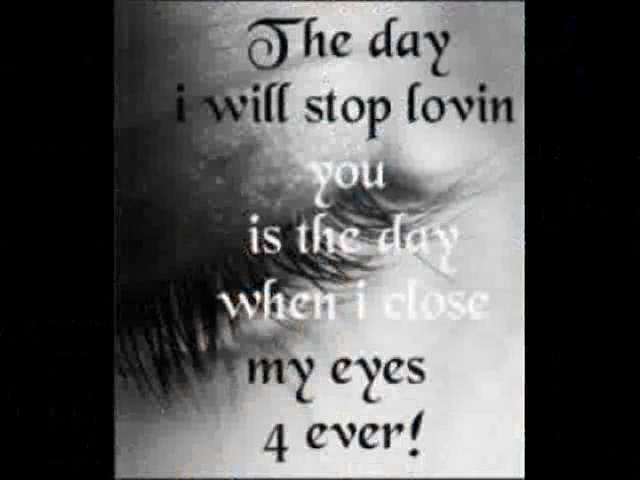 The day
i will stop lovin
you
is the day
when i close
my eyes
4 ever!